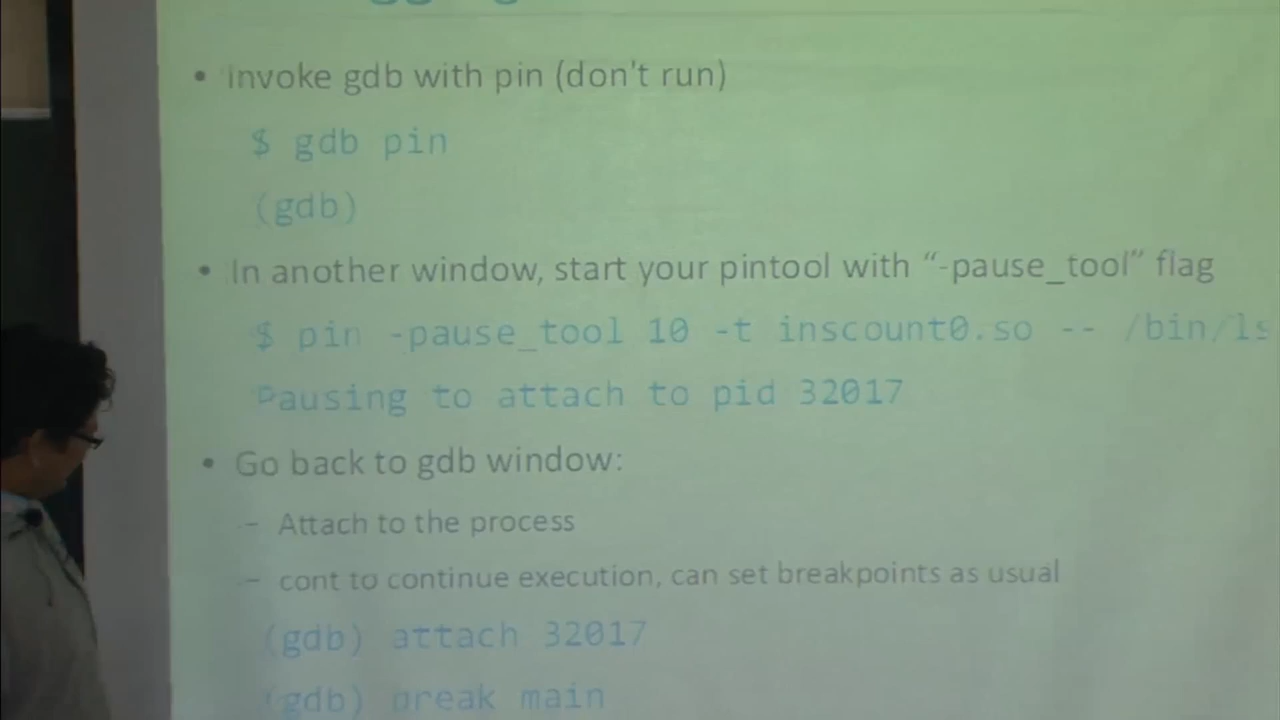 • invoke gdb with pin (don't run)
$ gdb pin
(gdb)
• In another window, start your pintool with “-pause_tool” flag
$ pin -pause_tool 10 -t inscount0.so -- /bin/ls
Pausing to attach to pid 32017
• Go back to gdb window:
– Attach to the process
– cont to continue execution, can set breakpoints as usual
(gdb) attach 32017
(gdb) break main